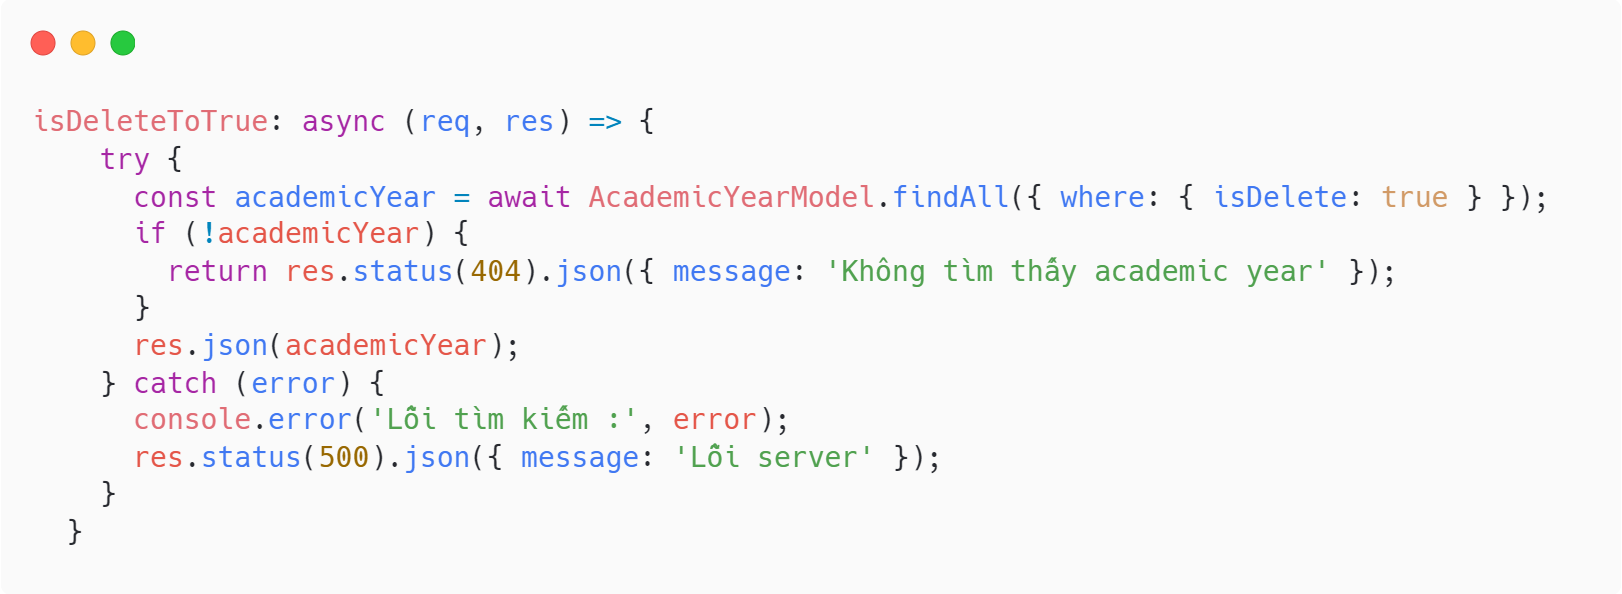 isDeleteToTrue: async (req, res) => {
    try {
      const academicYear = await AcademicYearModel.findAll({ where: { isDelete: true } });
      if (!academicYear) {
        return res.status(404).json({ message: 'Không tìm thấy academic year' });
      }
      res.json(academicYear);
    } catch (error) {
      console.error('Lỗi tìm kiếm :', error);
      res.status(500).json({ message: 'Lỗi server' });
    }
  }